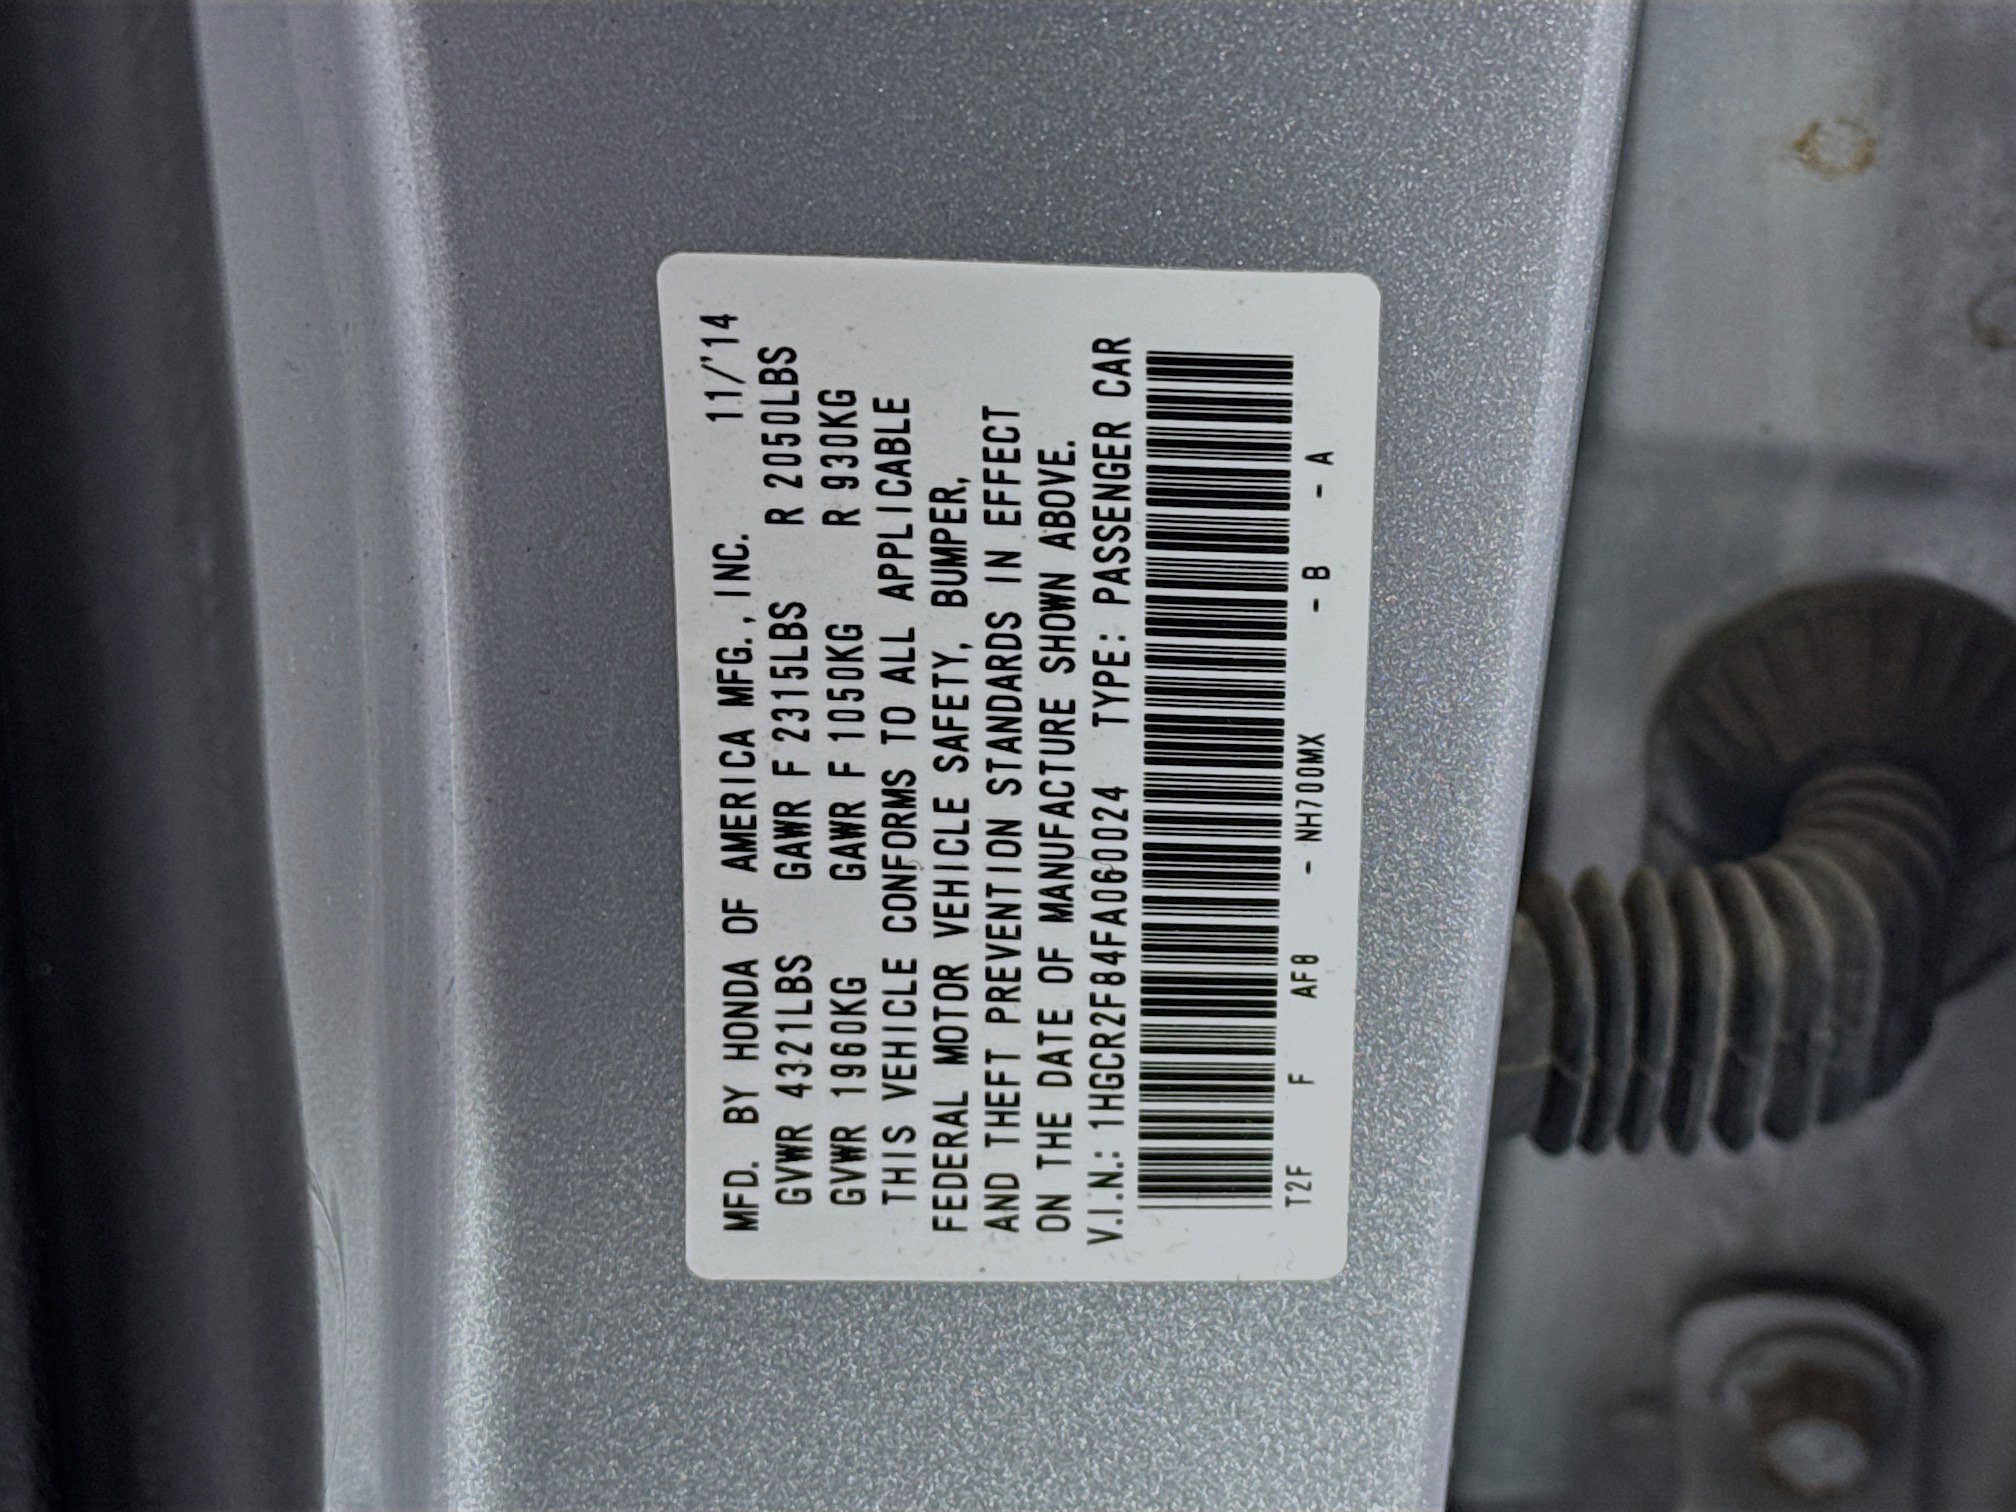 MFD. BY HONDA OF AMERICA MFG., INC. 11/'14
GVWR 4321LBS GAWR F 2315LBS R 2050LBS
GVWR 1960KG GAWR F 1050KG R 930KG
THIS VEHICLE CONFORMS TO ALL APPLICABLE
FEDERAL MOTOR VEHICLE SAFETY, BUMPER,
AND THEFT PREVENTION STANDARDS IN EFFECT
ON THE DATE OF MANUFACTURE SHOWN ABOVE.
V.I.N.: 1HGCR2F84FA060024 TYPE: PASSENGER CAR
T2F F AF8 - NH700MX - B - A